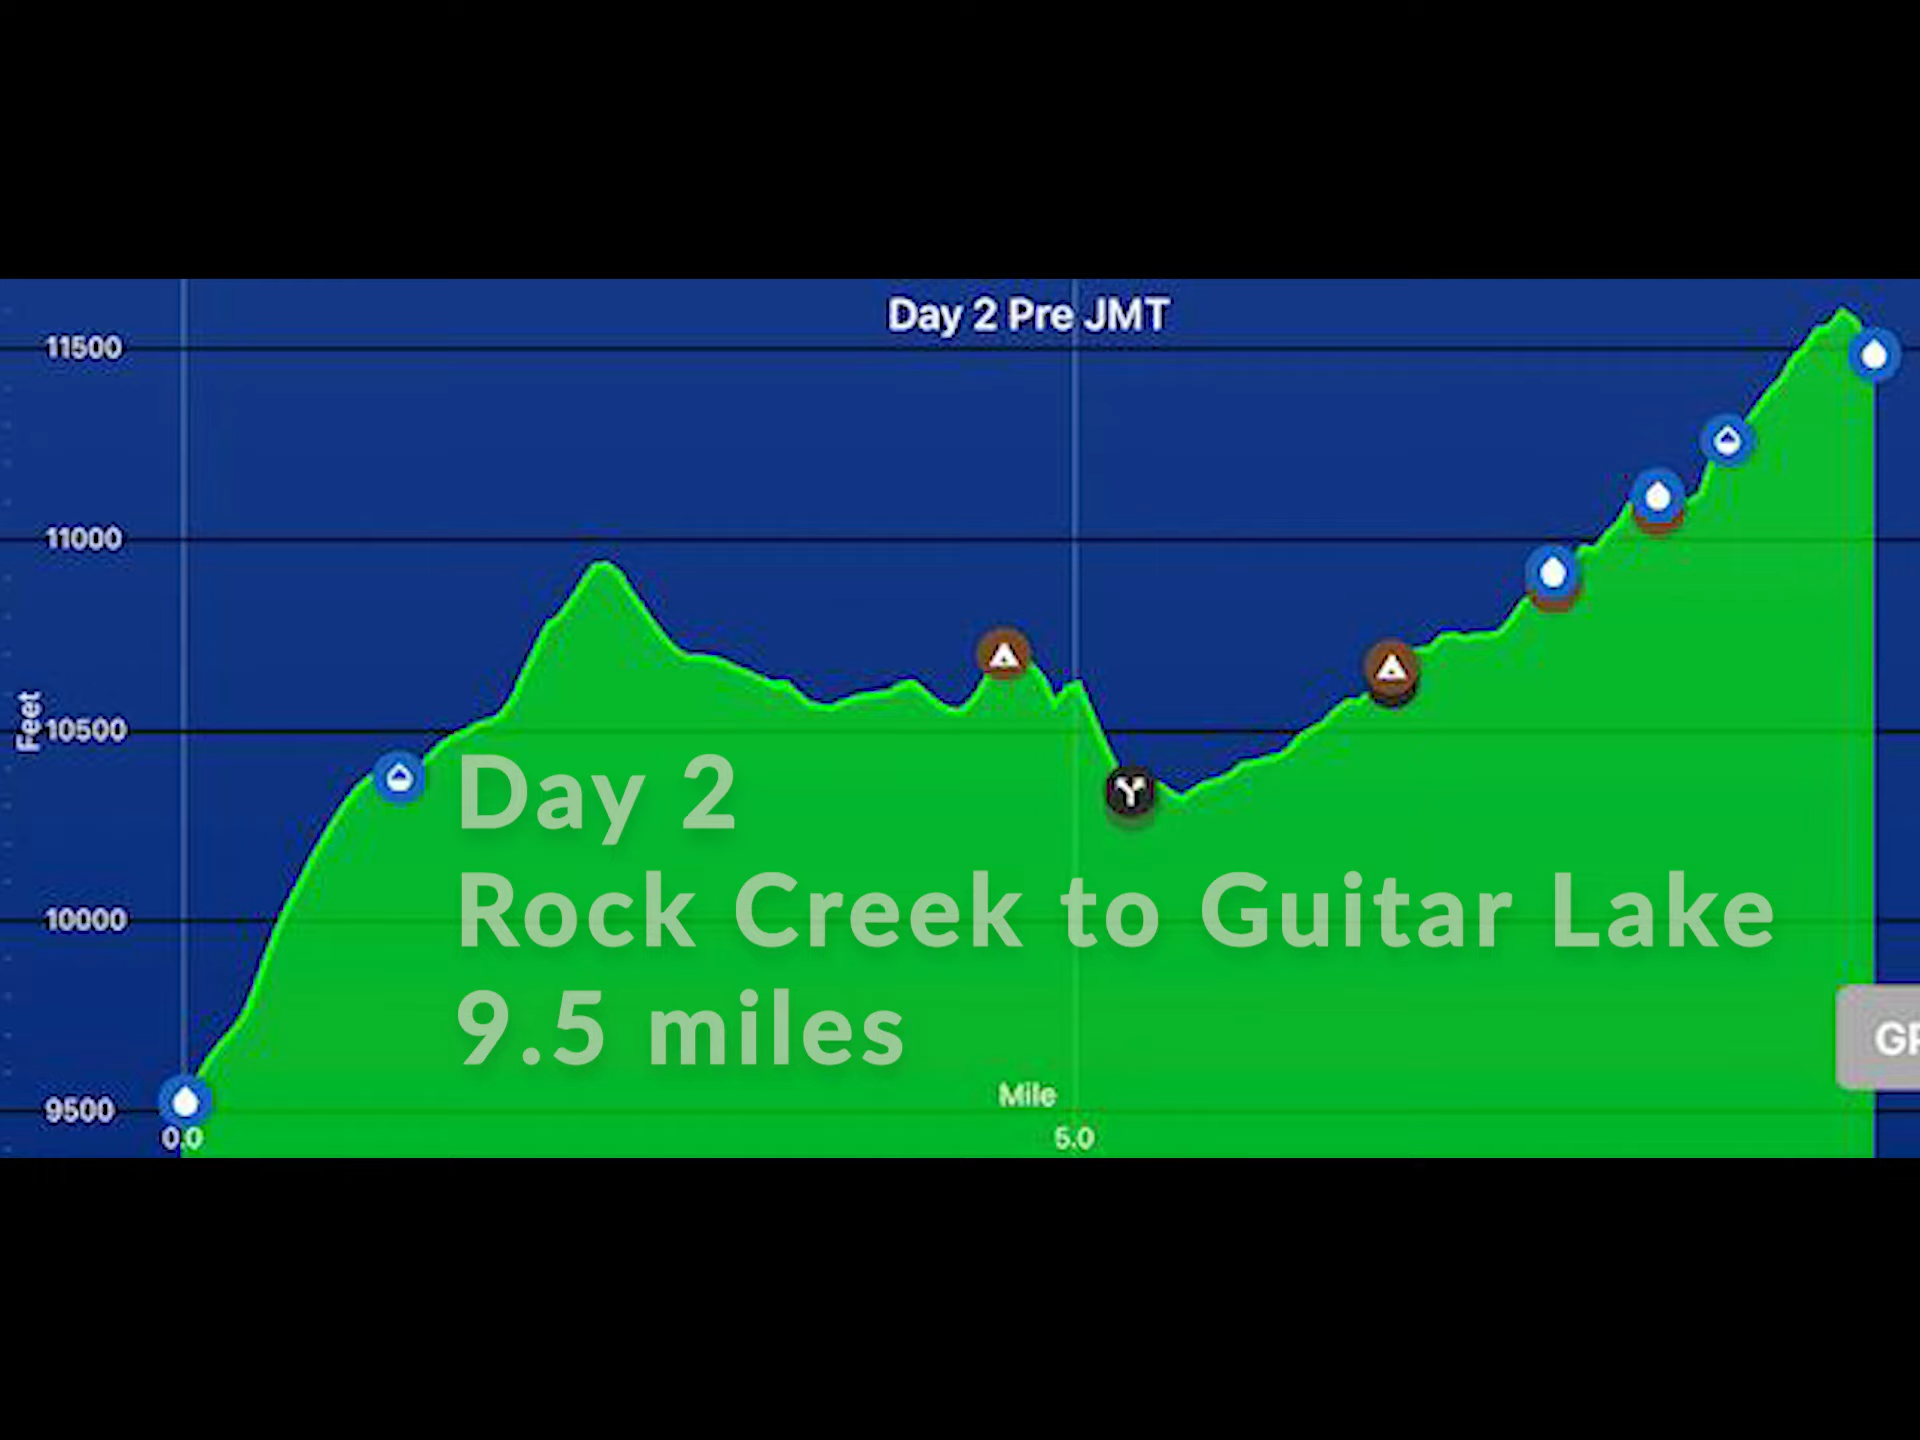 Day 2 Pre JMT
11500
11000
Feet
10500
Day 2
10000
Rock Creek to Guitar Lake
9.5 miles
GP
Mile
9500
0.0
5.0